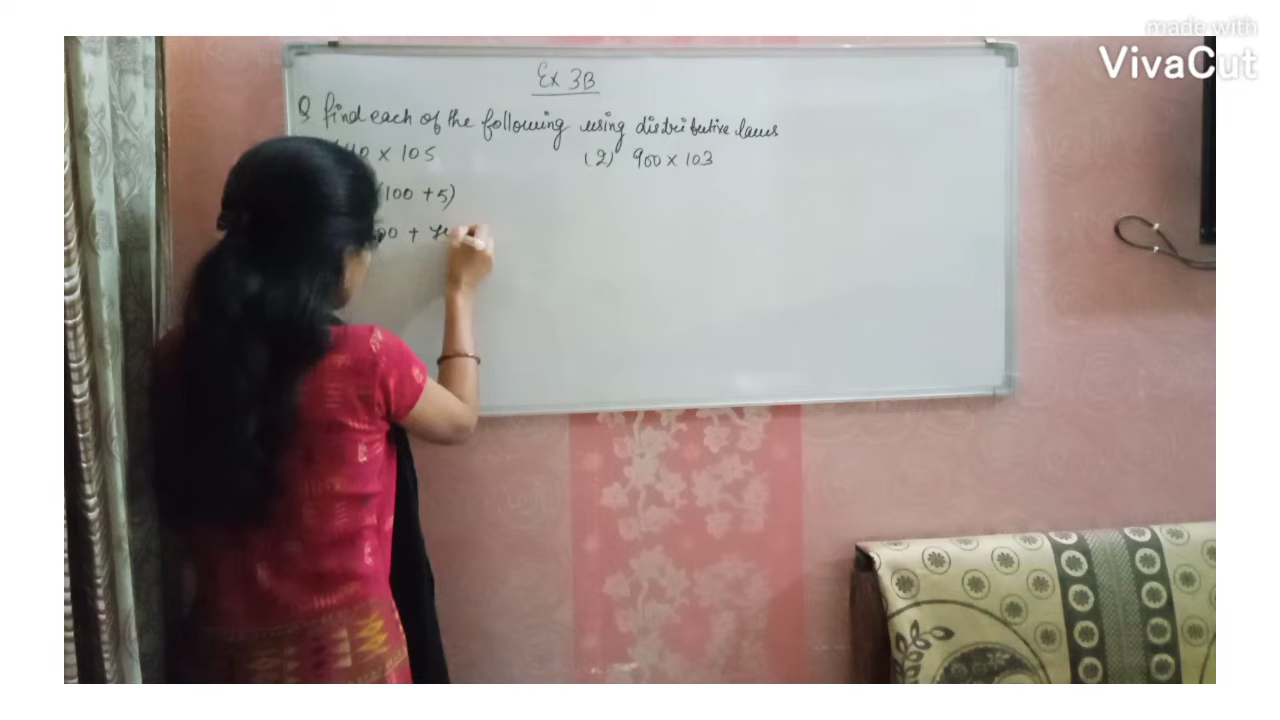 made with
VivaCut
Ex 3B
Q find each of the following using distributive laws
x 105
(2) 900 x 103
(100 + 5)
00 +